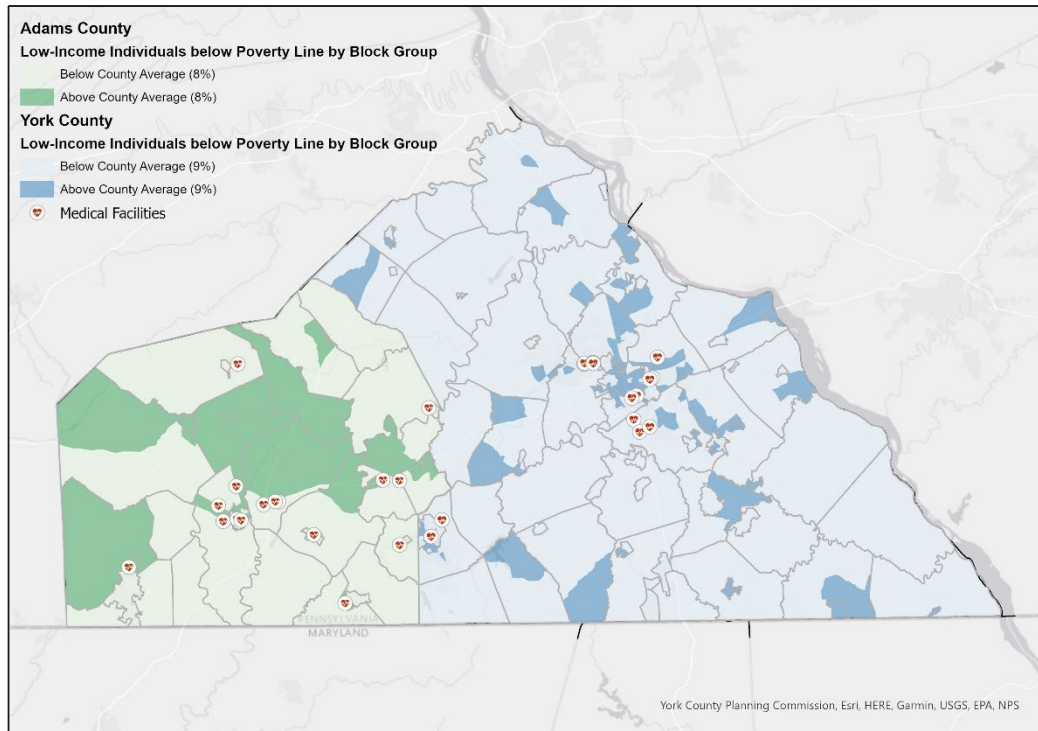 Adams County
Low-Income Individuals below Poverty Line by Block Group
Below County Average (8%)
Above County Average (8%)
York County
Low-Income Individuals below Poverty Line by Block Group
Below County Average (9%)
Above County Average (9%)
Medical Facilities
PENNSYLVANIA
MARYLAND
York County Planning Commission, Esri, HERE, Garmin, USGS, EPA, NPS